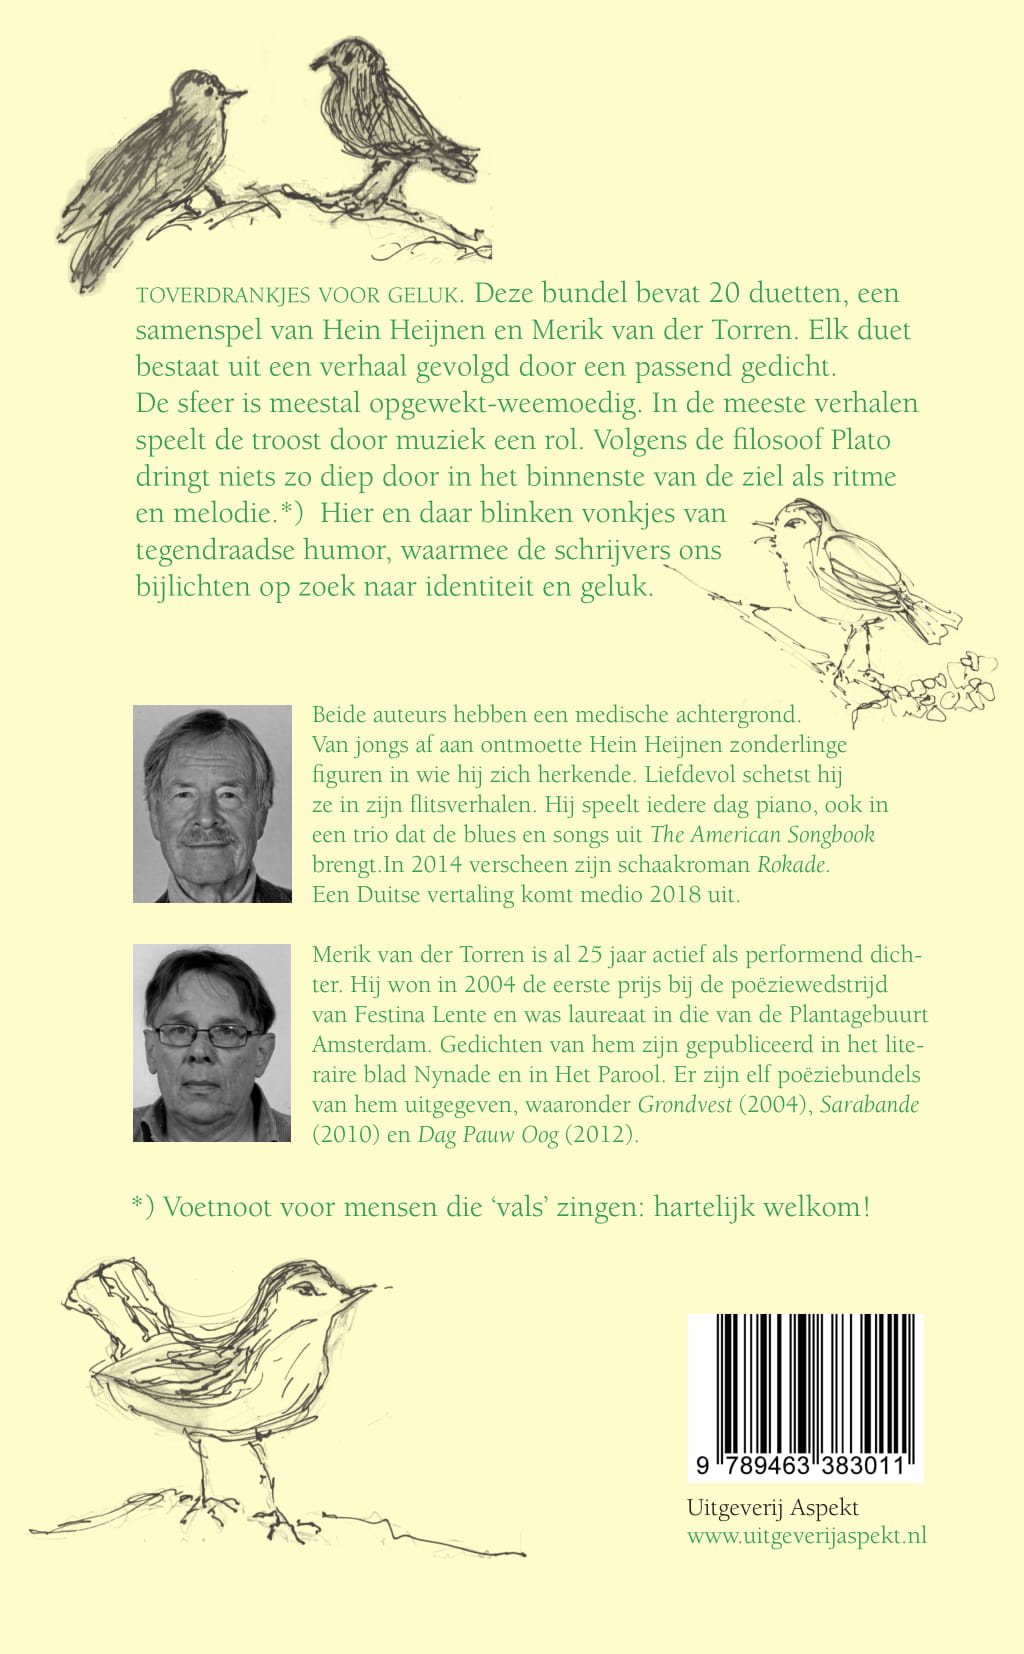 TOVERDRANKJES VOOR GELUK. Deze bundel bevat 20 duetten, een
samenspel van Hein Heijnen en Merik van der Torren. Elk duet
bestaat uit een verhaal gevolgd door een passend gedicht.
De sfeer is meestal opgewekt-weemoedig. In de meeste verhalen
speelt de troost door muziek een rol. Volgens de filosoof Plato
dringt niets zo diep door in het binnenste van de ziel als ritme
en melodie.*) Hier en daar blinken vonkjes van
tegendraadse humor, waarmee de schrijvers ons
bijlichten op zoek naar identiteit en geluk.
Beide auteurs hebben een medische achtergrond.
Van jongs af aan ontmoette Hein Heijnen zonderlinge
figuren in wie hij zich herkende. Liefdevol schetst hij
ze in zijn flitsverhalen. Hij speelt iedere dag piano, ook in
een trio dat de blues en songs uit The American Songbook
brengt.In 2014 verscheen zijn schaakroman Rokade.
Een Duitse vertaling komt medio 2018 uit.
Merik van der Torren is al 25 jaar actief als performend dich-
ter. Hij won in 2004 de eerste prijs bij de poëziewedstrijd
van Festina Lente en was laureaat in die van de Plantagebuurt
Amsterdam. Gedichten van hem zijn gepubliceerd in het lite-
raire blad Nynade en in Het Parool. Er zijn elf poëziebundels
van hem uitgegeven, waaronder Grondvest (2004), Sarabande
(2010) en Dag Pauw Oog (2012).
*) Voetnoot voor mensen die ‘vals’ zingen: hartelijk welkom!
9 789463 383011
Uitgeverij Aspekt
www.uitgeverijaspekt.nl